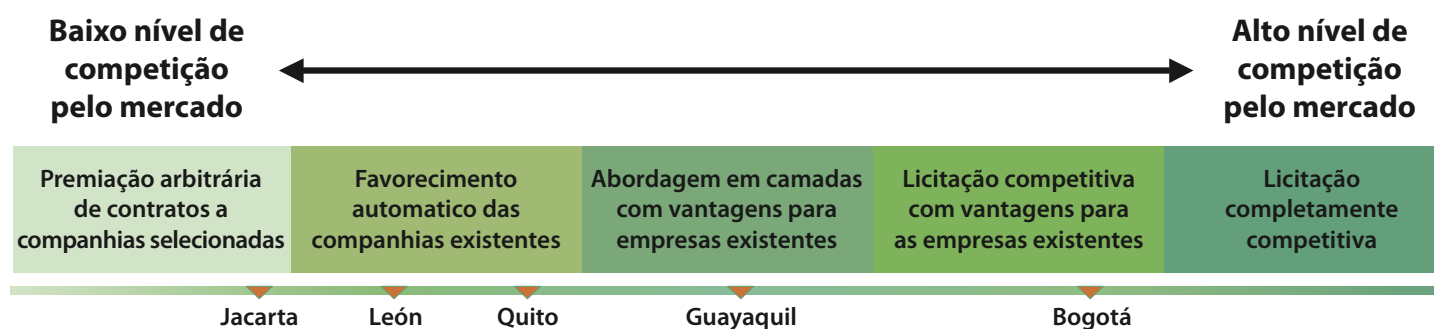 Baixo nível de
competição
pelo mercado
Alto nível de
competição
pelo mercado
Premiação arbitrária
de contratos a
companhias selecionadas
Favorecimento
automatico das
companhias existentes
Abordagem em camadas
com vantagens para
empresas existentes
Licitação competitiva
com vantagens para
as empresas existentes
Licitação
completamente
competitiva
Jacarta
León
Quito
Guayaquil
Bogotá